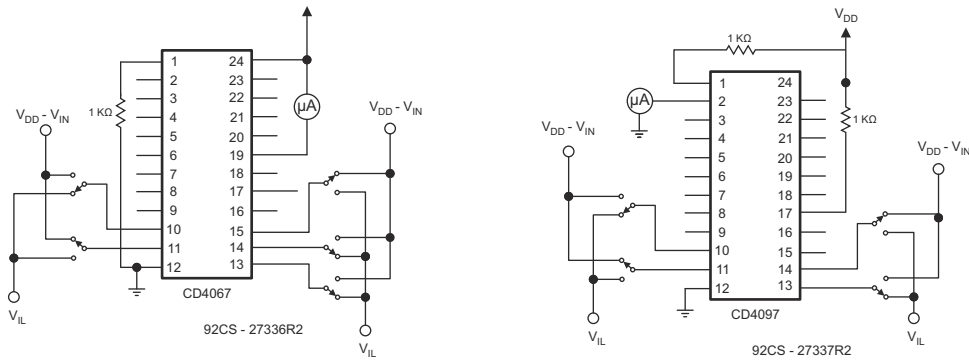 1 KΩ
V_DD - V_IN
1 24
2 23
3 22
4 21
5 20
6 19
7 18
8 17
9 16
10 15
11 14
12 13
µA
V_IL
V_IL
CD4067
92CS - 27336R2
V_DD
1 KΩ
1 KΩ
µA
V_DD - V_IN
V_DD - V_IN
1 24
2 23
3 22
4 21
5 20
6 19
7 18
8 17
9 16
10 15
11 14
12 13
V_IL
V_IL
CD4097
92CS - 27337R2